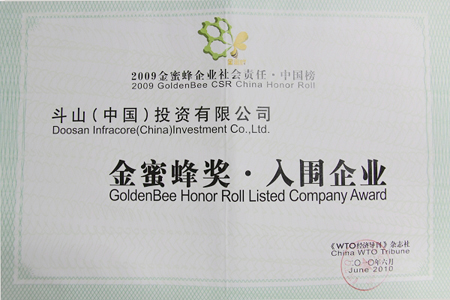 2009金蜜蜂企业社会责任·中国榜
2009 GoldenBee CSR China Honor Roll
斗山(中国)投资有限公司
Doosan Infracore(China)Investment Co.,Ltd.
金蜜蜂奖·入围企业
GoldenBee Honor Roll Listed Company Award
《WTO经济导刊》杂志社
China WTO Tribune
二〇一〇年六月
June 2010